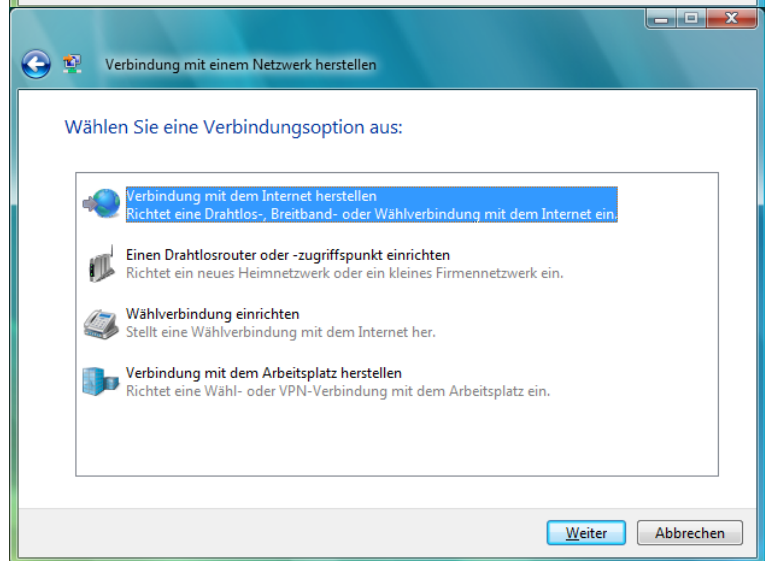 Verbindung mit einem Netzwerk herstellen
Wählen Sie eine Verbindungsoption aus:
Verbindung mit dem Internet herstellen
Richtet eine Drahtlos-, Breitband- oder Wählverbindung mit dem Internet ein.
Einen Drahtlosrouter oder -zugriffspunkt einrichten
Richtet ein neues Heimnetzwerk oder ein kleines Firmennetzwerk ein.
Wählverbindung einrichten
Stellt eine Wählverbindung mit dem Internet her.
Verbindung mit dem Arbeitsplatz herstellen
Richtet eine Wähl- oder VPN-Verbindung mit dem Arbeitsplatz ein.
Weiter Abbrechen